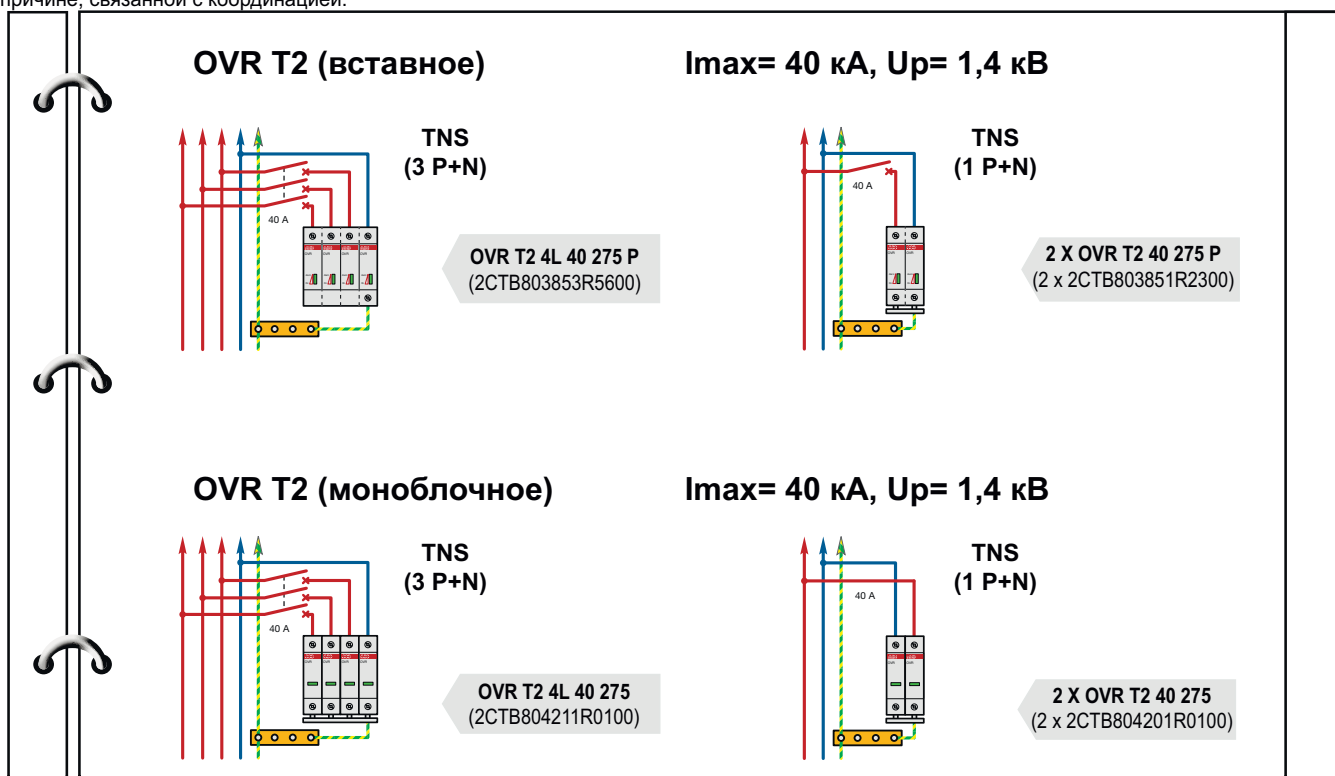 причине, связанной с координацией.
OVR T2 (вставное)
Imax= 40 кА, Up= 1,4 кВ
TNS
(3 P+N)
40 A
OVR T2 4L 40 275 P
(2CTB803853R5600)
TNS
(1 P+N)
40 A
2 X OVR T2 40 275 P
(2 x 2CTB803851R2300)
OVR T2 (моноблочное)
Imax= 40 кА, Up= 1,4 кВ
TNS
(3 P+N)
40 A
OVR T2 4L 40 275
(2CTB804211R0100)
TNS
(1 P+N)
40 A
2 X OVR T2 40 275
(2 x 2CTB804201R0100)